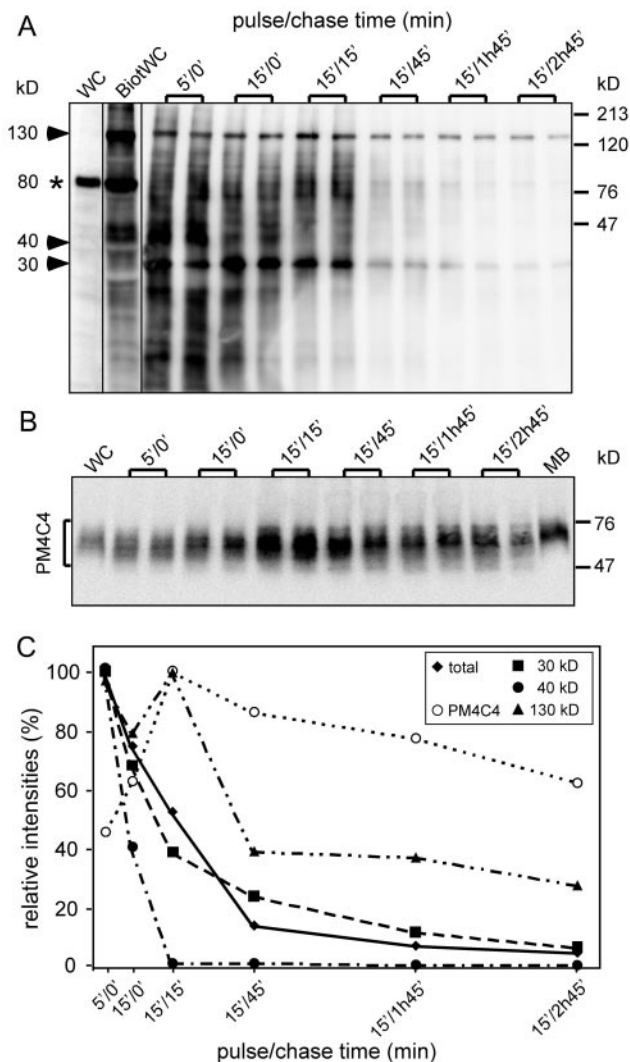 A
pulse/chase time (min)
kD WC BiotWC 5'/0' 15'/0' 15'/15' 15'/45' 15'/1h45' 15'/2h45' kD
213
130 120
80 * 76
47
40
30
B
WC 5'/0' 15'/0' 15'/15' 15'/45' 15'/1h45' 15'/2h45' MB kD
PM4C4 76
47
C
100
80
60
40
20
0
relative intensities (%)
total 30 kD
40 kD
PM4C4 130 kD
5'/0' 15'/0' 15'/15' 15'/45' 15'/1h45' 15'/2h45'
pulse/chase time (min)